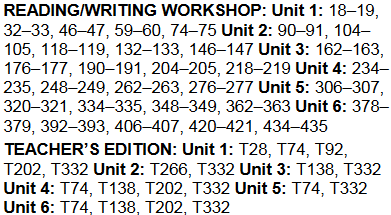 READING/WRITING WORKSHOP: Unit 1: 18–19,
32–33, 46–47, 59–60, 74–75 Unit 2: 90–91, 104–
105, 118–119, 132–133, 146–147 Unit 3: 162–163,
176–177, 190–191, 204–205, 218–219 Unit 4: 234–
235, 248–249, 262–263, 276–277 Unit 5: 306–307,
320–321, 334–335, 348–349, 362–363 Unit 6: 378–
379, 392–393, 406–407, 420–421, 434–435
TEACHER’S EDITION: Unit 1: T28, T74, T92,
T202, T332 Unit 2: T266, T332 Unit 3: T138, T332
Unit 4: T74, T138, T202, T332 Unit 5: T74, T332
Unit 6: T74, T138, T202, T332